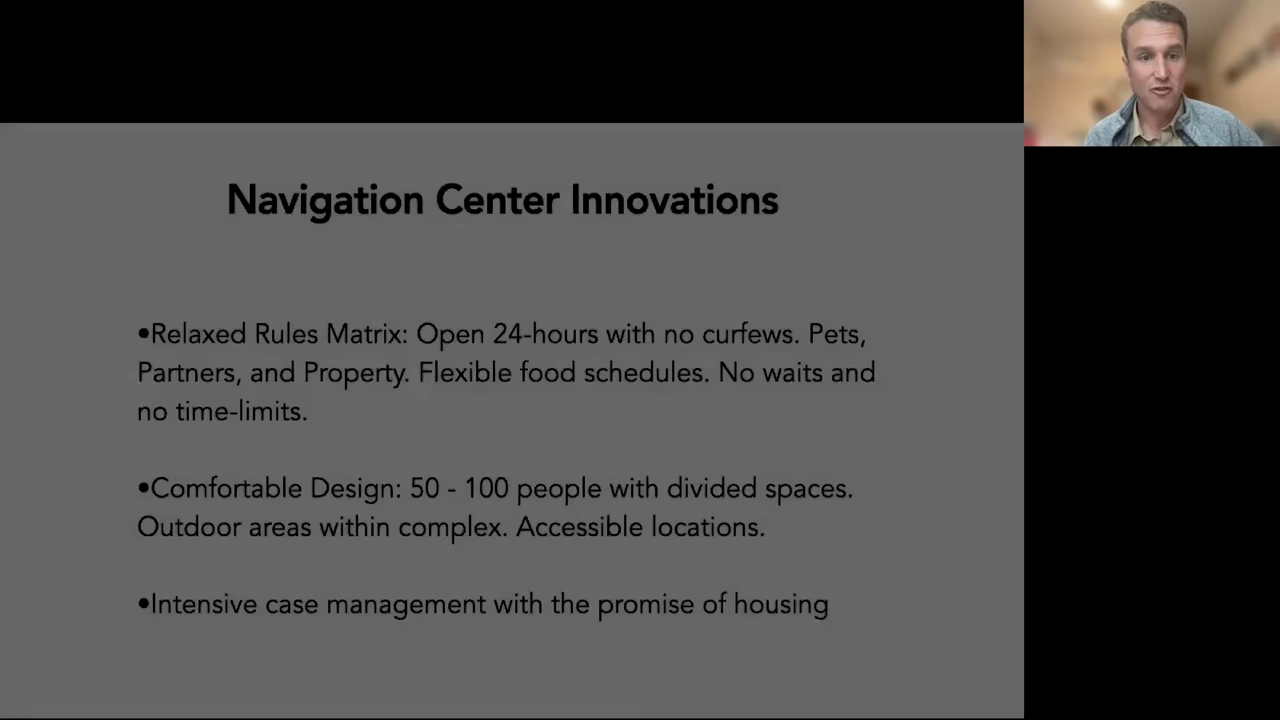 Navigation Center Innovations
•Relaxed Rules Matrix: Open 24-hours with no curfews. Pets,
Partners, and Property. Flexible food schedules. No waits and
no time-limits.
•Comfortable Design: 50 - 100 people with divided spaces.
Outdoor areas within complex. Accessible locations.
•Intensive case management with the promise of housing